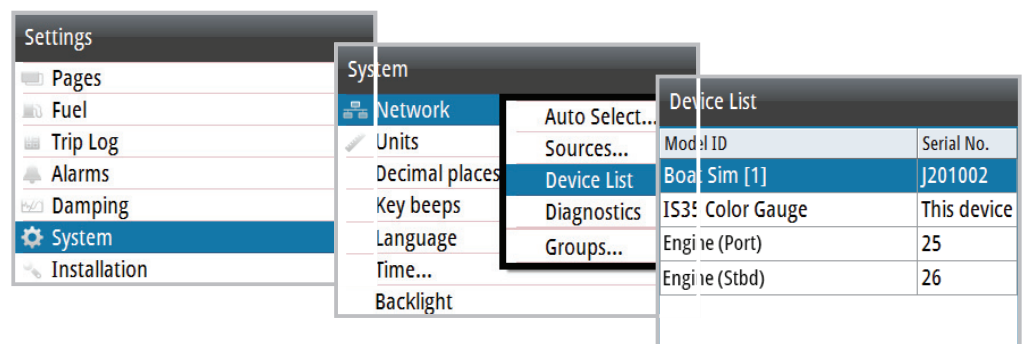 Settings
Pages
Fuel
Trip Log
Alarms
Damping
System
Installation
System
Network
Units
Decimal places
Key beeps
Language
Time...
Backlight
Auto Select...
Sources...
Device List
Diagnostics
Groups...
Device List
Model ID Serial No.
Boat Sim [1] J201002
IS35 Color Gauge This device
Engine (Port) 25
Engine (Stbd) 26